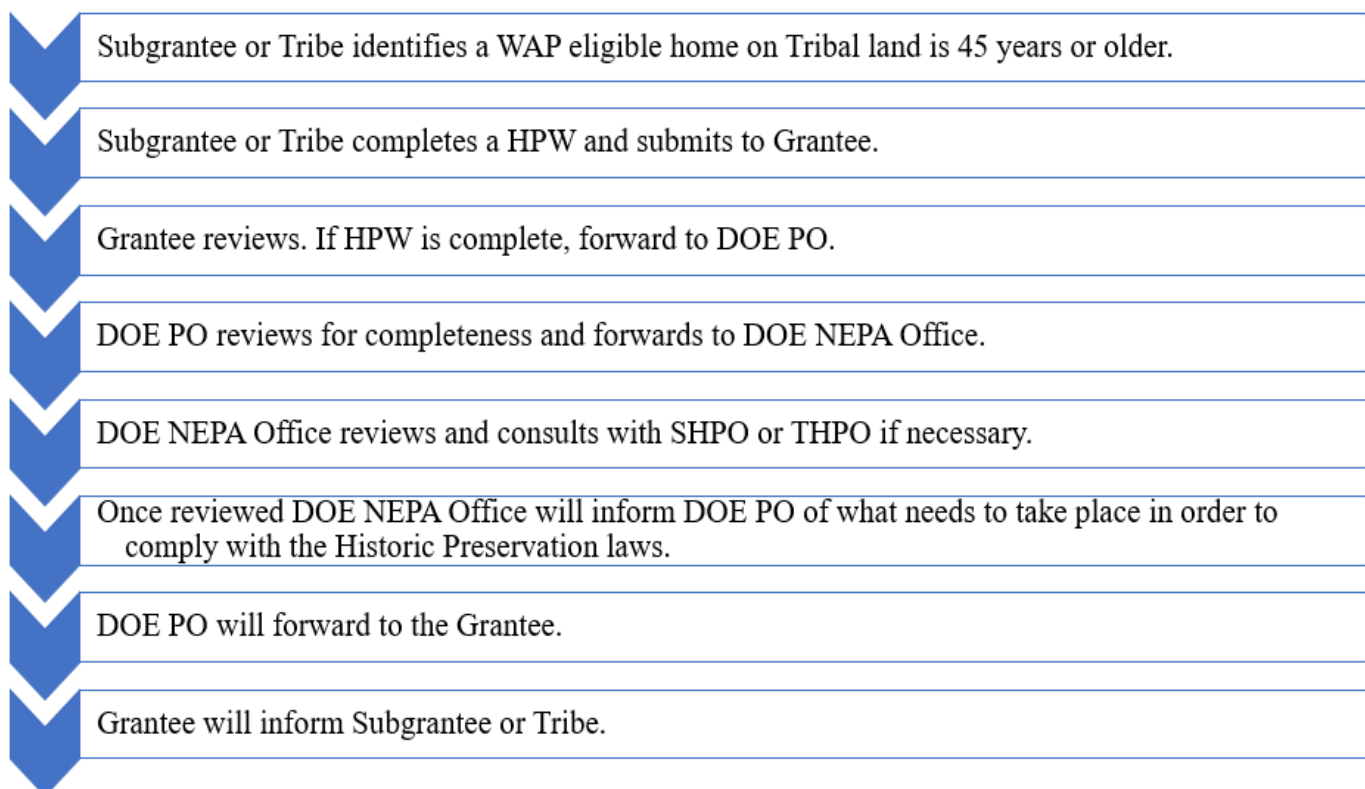 Subgrantee or Tribe identifies a WAP eligible home on Tribal land is 45 years or older.
Subgrantee or Tribe completes a HPW and submits to Grantee.
Grantee reviews. If HPW is complete, forward to DOE PO.
DOE PO reviews for completeness and forwards to DOE NEPA Office.
DOE NEPA Office reviews and consults with SHPO or THPO if necessary.
Once reviewed DOE NEPA Office will inform DOE PO of what needs to take place in order to
comply with the Historic Preservation laws.
DOE PO will forward to the Grantee.
Grantee will inform Subgrantee or Tribe.